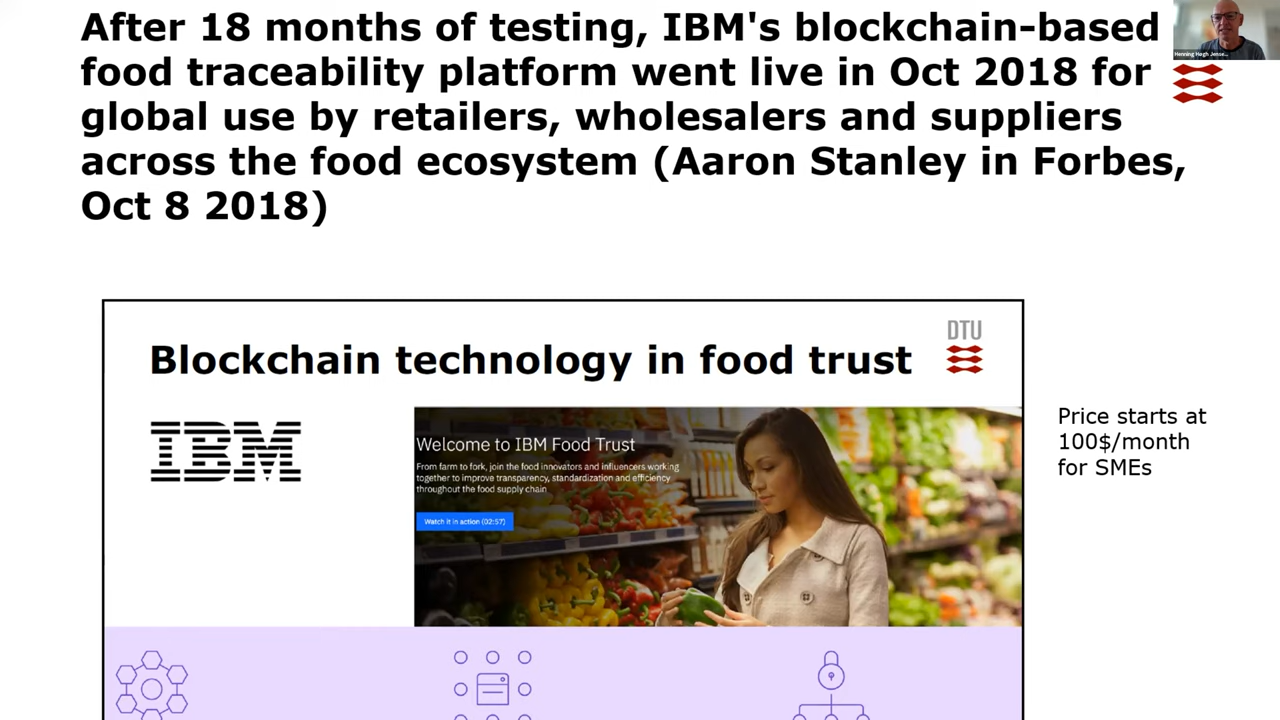 After 18 months of testing, IBM's blockchain-based
food traceability platform went live in Oct 2018 for
global use by retailers, wholesalers and suppliers
across the food ecosystem (Aaron Stanley in Forbes,
Oct 8 2018)
Henning Høgh Jense...
DTU
Blockchain technology in food trust
IBM
Welcome to IBM Food Trust
From farm to fork, join the food innovators and influencers working
together to improve transparency, standardization and efficiency
throughout the food supply chain
Watch it in action (02:57)
Price starts at
100$/month
for SMEs